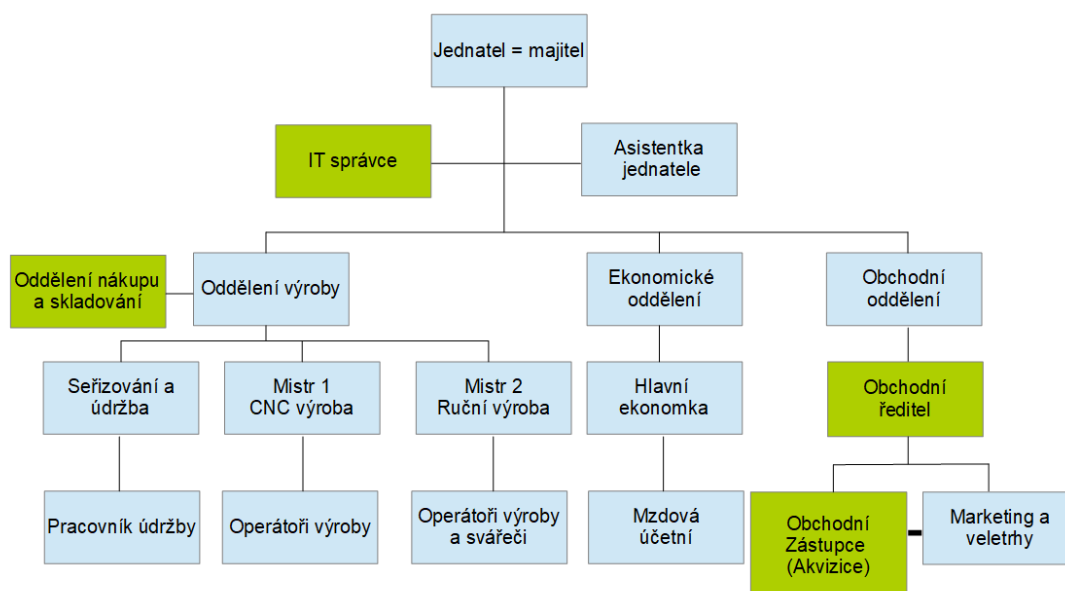 Jednatel = majitel
IT správce
Asistentka
jednatele
Oddělení nákupu
a skladování
Oddělení výroby
Ekonomické
oddělení
Obchodní
oddělení
Seřizování a
údržba
Mistr 1
CNC výroba
Mistr 2
Ruční výroba
Hlavní
ekonomka
Obchodní
ředitel
Pracovník údržby
Operátoři výroby
Operátoři výroby
a svářeči
Mzdová
účetní
Obchodní
Zástupce
(Akvizice)
Marketing a
veletrhy